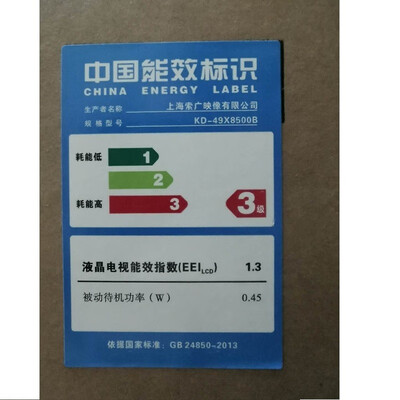 中国能效标识
CHINA ENERGY LABEL
生产者名称 上海索广映像有限公司
规格型号 KD-49X8500B
耗能低 1
2
耗能高 3 3级
液晶电视能效指数(EEILCD) 1.3
被动待机功率(W) 0.45
依据国家标准: GB 24850-2013